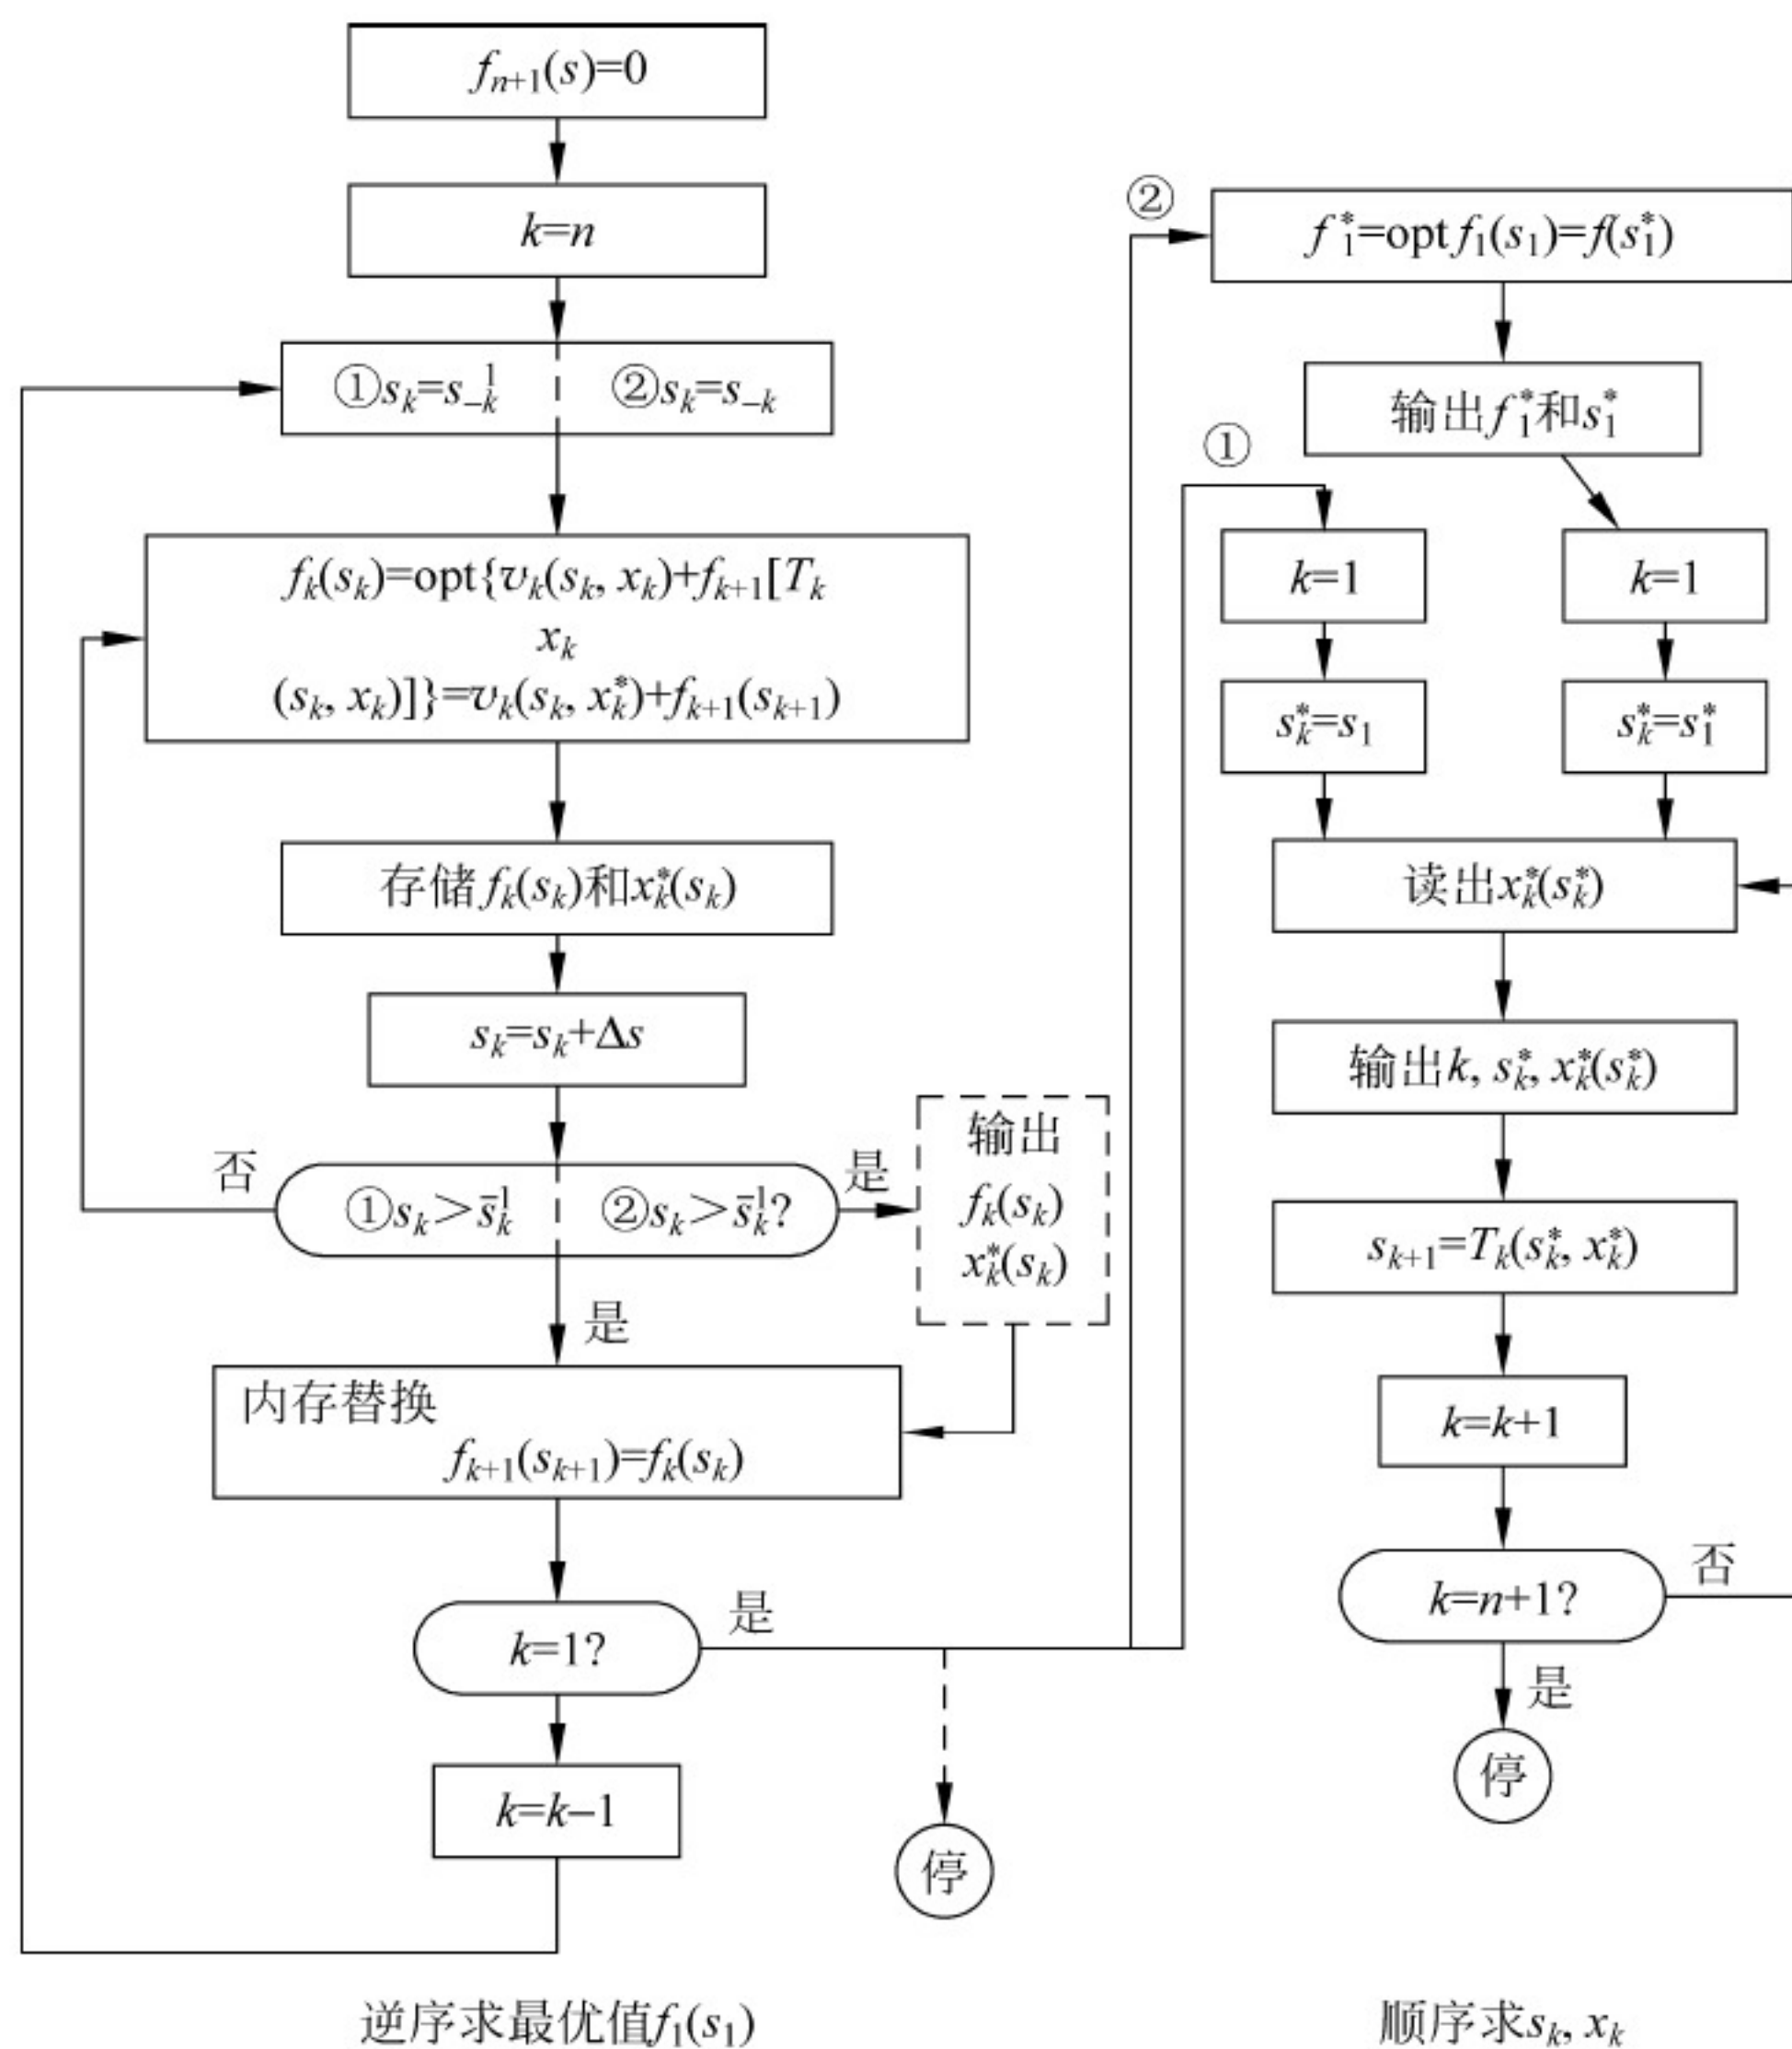 fₙ₊₁(s)=0
k=n
①sₖ=s₋ₖ¹ ②sₖ=s₋ₖ
fₖ(sₖ)=opt{vₖ(sₖ, xₖ)+fₖ₊₁[Tₖ
xₖ
(sₖ, xₖ)]}=vₖ(sₖ, xₖ*)+fₖ₊₁(sₖ₊₁)
存储fₖ(sₖ)和xₖ*(sₖ)
sₖ=sₖ+Δs
否
①sₖ>s̄ₖ¹ ②sₖ>s̄ₖ¹?
是
输出
fₖ(sₖ)
xₖ*(sₖ)
是
内存替换
fₖ₊₁(sₖ₊₁)=fₖ(sₖ)
k=1?
是
k=k–1
停
逆序求最优值f₁(s₁)
②
f₁*=opt f₁(s₁)=f(s₁*)
输出f₁*和s₁*
①
k=1
k=1
sₖ*=s₁
sₖ*=s₁*
读出xₖ*(sₖ*)
输出k, sₖ*, xₖ*(sₖ*)
sₖ₊₁=Tₖ(sₖ*, xₖ*)
k=k+1
k=n+1?
否
是
停
顺序求sₖ, xₖ